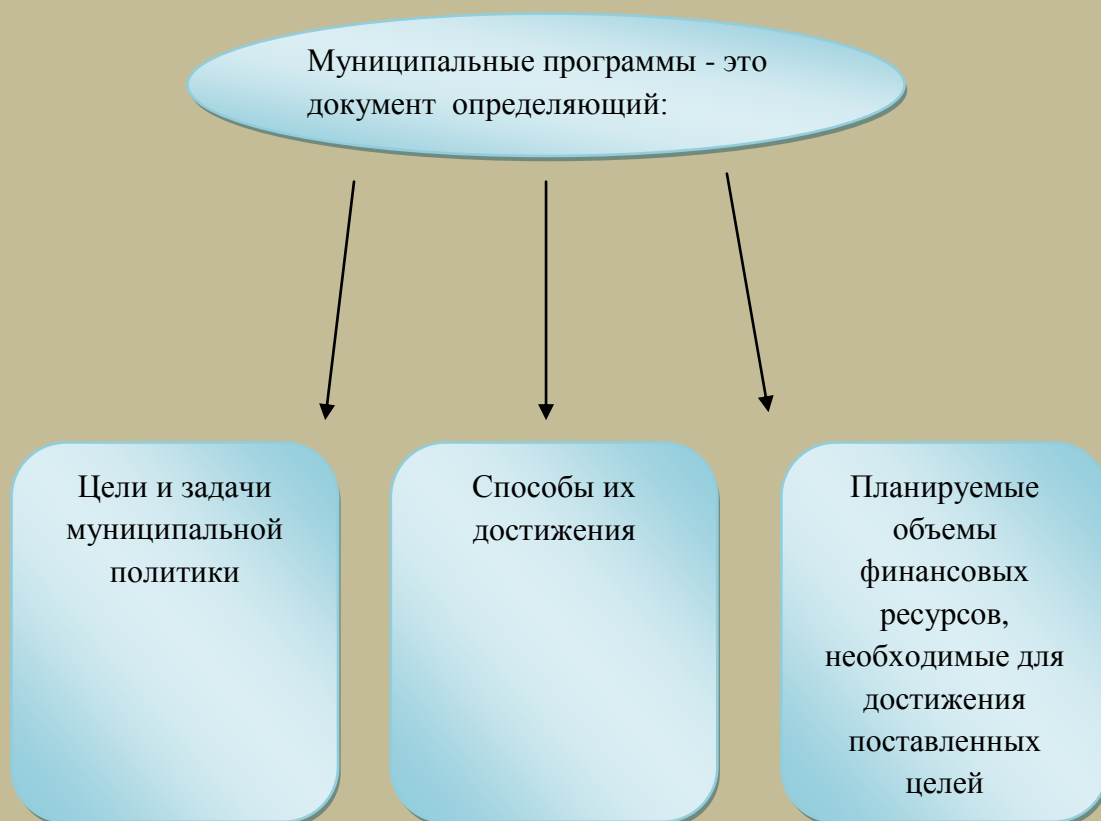 Муниципальные программы - это
документ  определяющий:
Цели и задачи
муниципальной
политики
Способы их
достижения
Планируемые
объемы
финансовых
ресурсов,
необходимые для
достижения
поставленных
целей